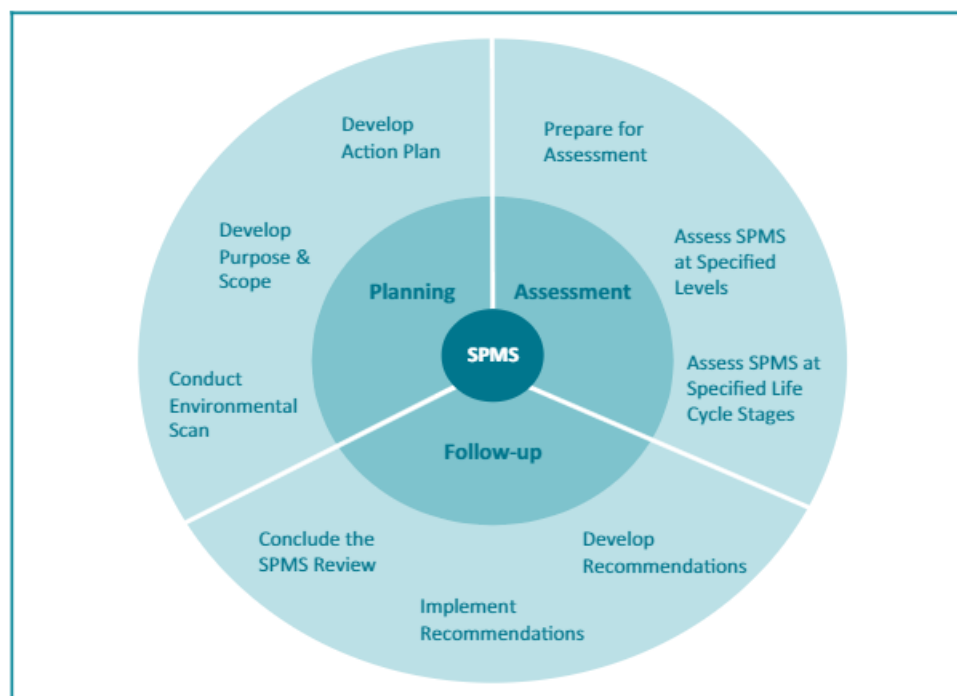 Develop
Action Plan
Prepare for
Assessment
Develop
Purpose &
Scope
Assess SPMS
at Specified
Levels
Planning
Assessment
SPMS
Conduct
Environmental
Scan
Assess SPMS at
Specified Life
Cycle Stages
Follow-up
Conclude the
SPMS Review
Develop
Recommendations
Implement
Recommendations